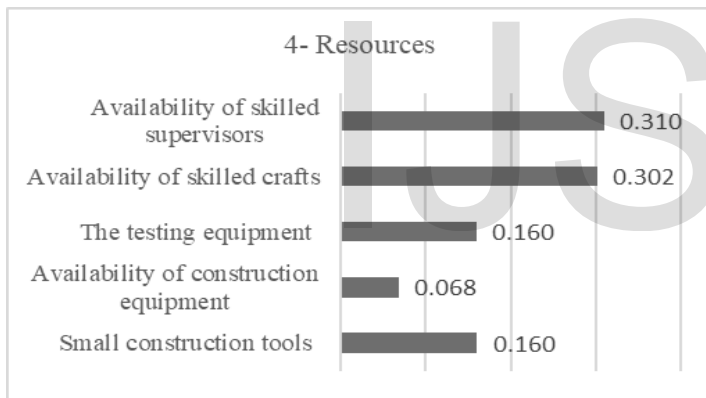 4- Resources
IJS
Availability of skilled
supervisors
0.310
Availability of skilled crafts
0.302
The testing equipment
0.160
Availability of construction
equipment
0.068
Small construction tools
0.160